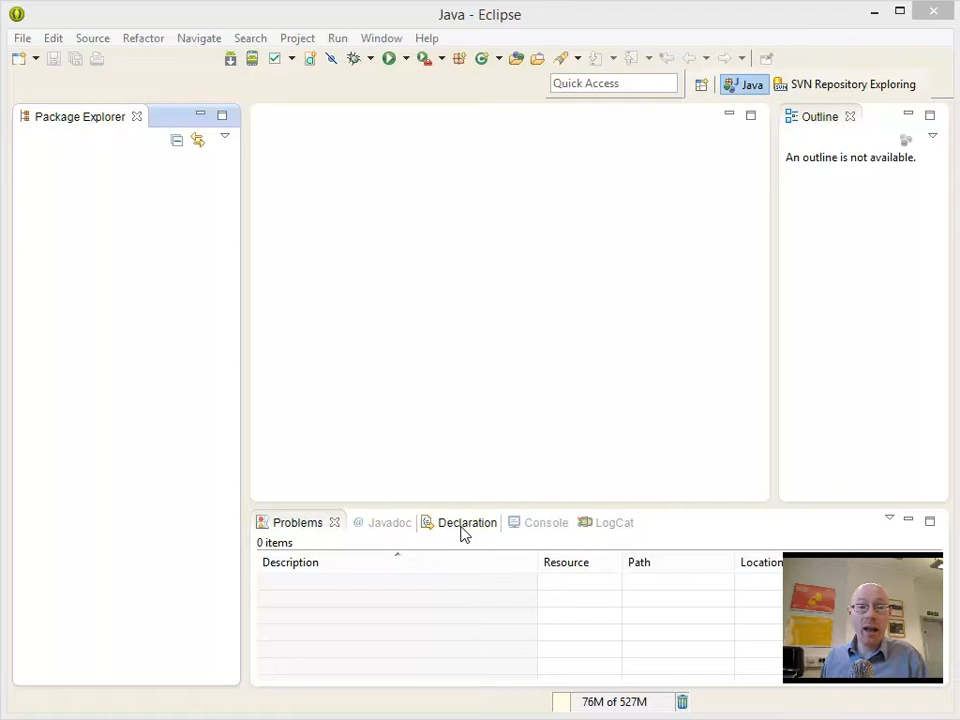 Java - Eclipse
File Edit Source Refactor Navigate Search Project Run Window Help
Quick Access Java SVN Repository Exploring
Package Explorer
Outline
An outline is not available.
Problems @ Javadoc Declaration Console LogCat
0 items
Description Resource Path Location
76M of 527M